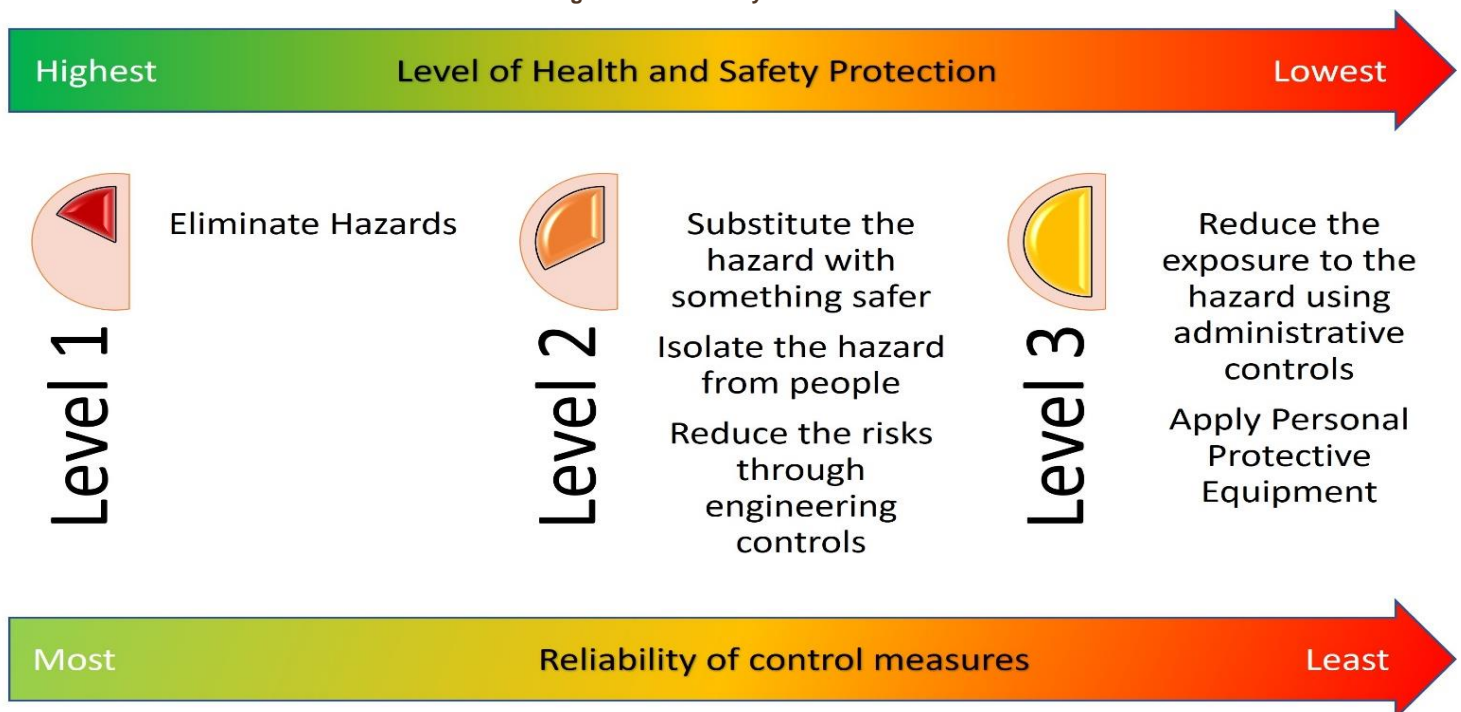 Highest Level of Health and Safety Protection Lowest
Level 1
Eliminate Hazards
Level 2
Substitute the
hazard with
something safer
Isolate the hazard
from people
Reduce the risks
through
engineering
controls
Level 3
Reduce the
exposure to the
hazard using
administrative
controls
Apply Personal
Protective
Equipment
Most Reliability of control measures Least